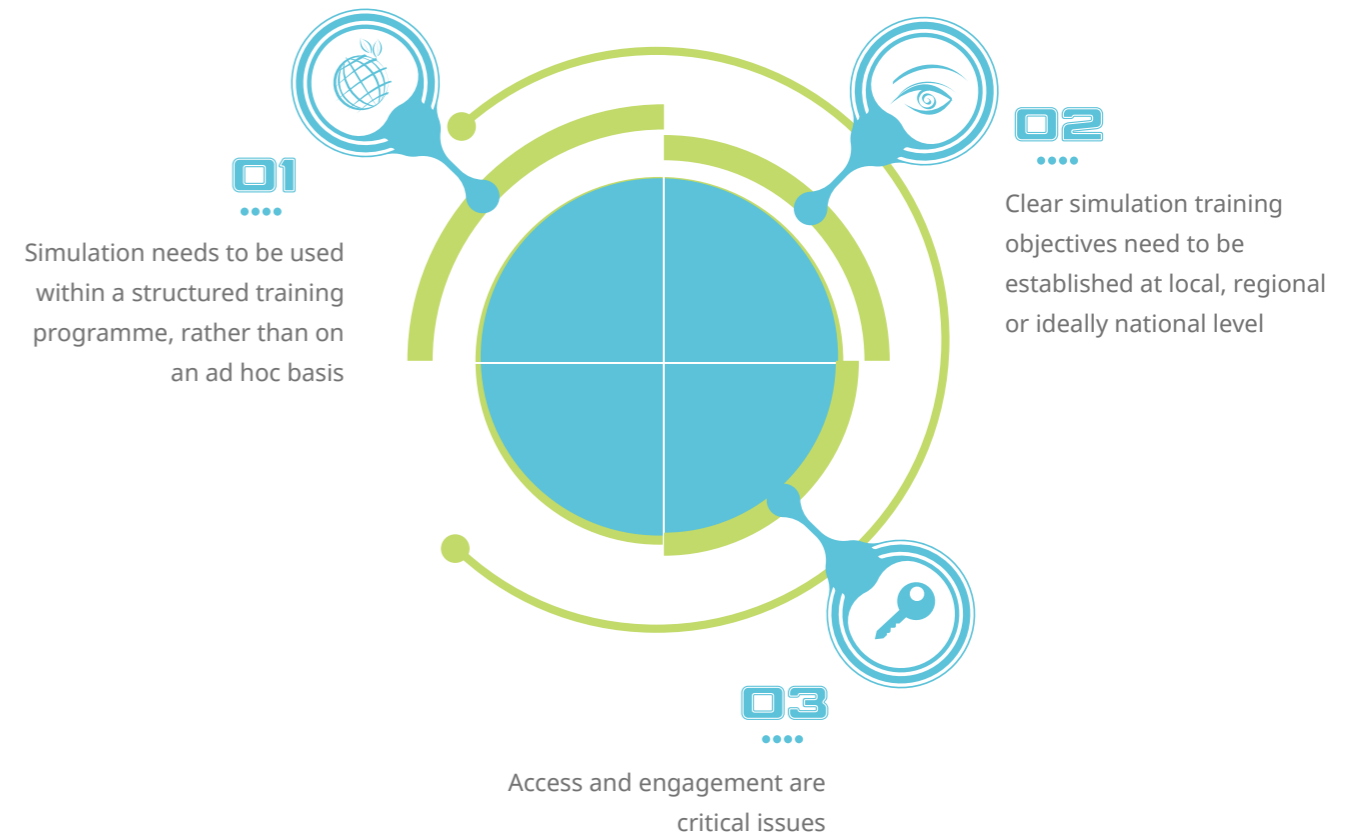 01
Simulation needs to be used
within a structured training
programme, rather than on
an ad hoc basis
02
Clear simulation training
objectives need to be
established at local, regional
or ideally national level
03
Access and engagement are
critical issues